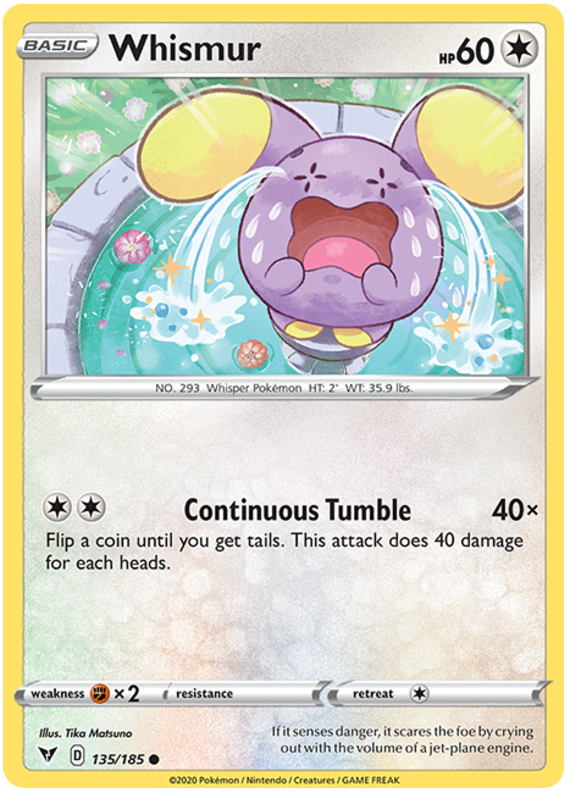 BASIC Whismur HP60
NO. 293 Whisper Pokémon HT: 2' WT: 35.9 lbs.
Continuous Tumble 40×
Flip a coin until you get tails. This attack does 40 damage
for each heads.
weakness ×2 resistance retreat
Illus. Tika Matsuno
If it senses danger, it scares the foe by crying
out with the volume of a jet-plane engine.
D 135/185
©2020 Pokémon / Nintendo / Creatures / GAME FREAK